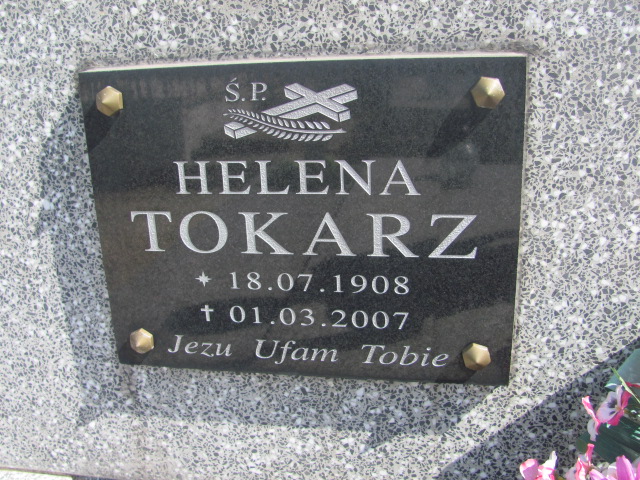 Ś.P.
HELENA
TOKARZ
* 18.07.1908
✝ 01.03.2007
Jezu Ufam Tobie